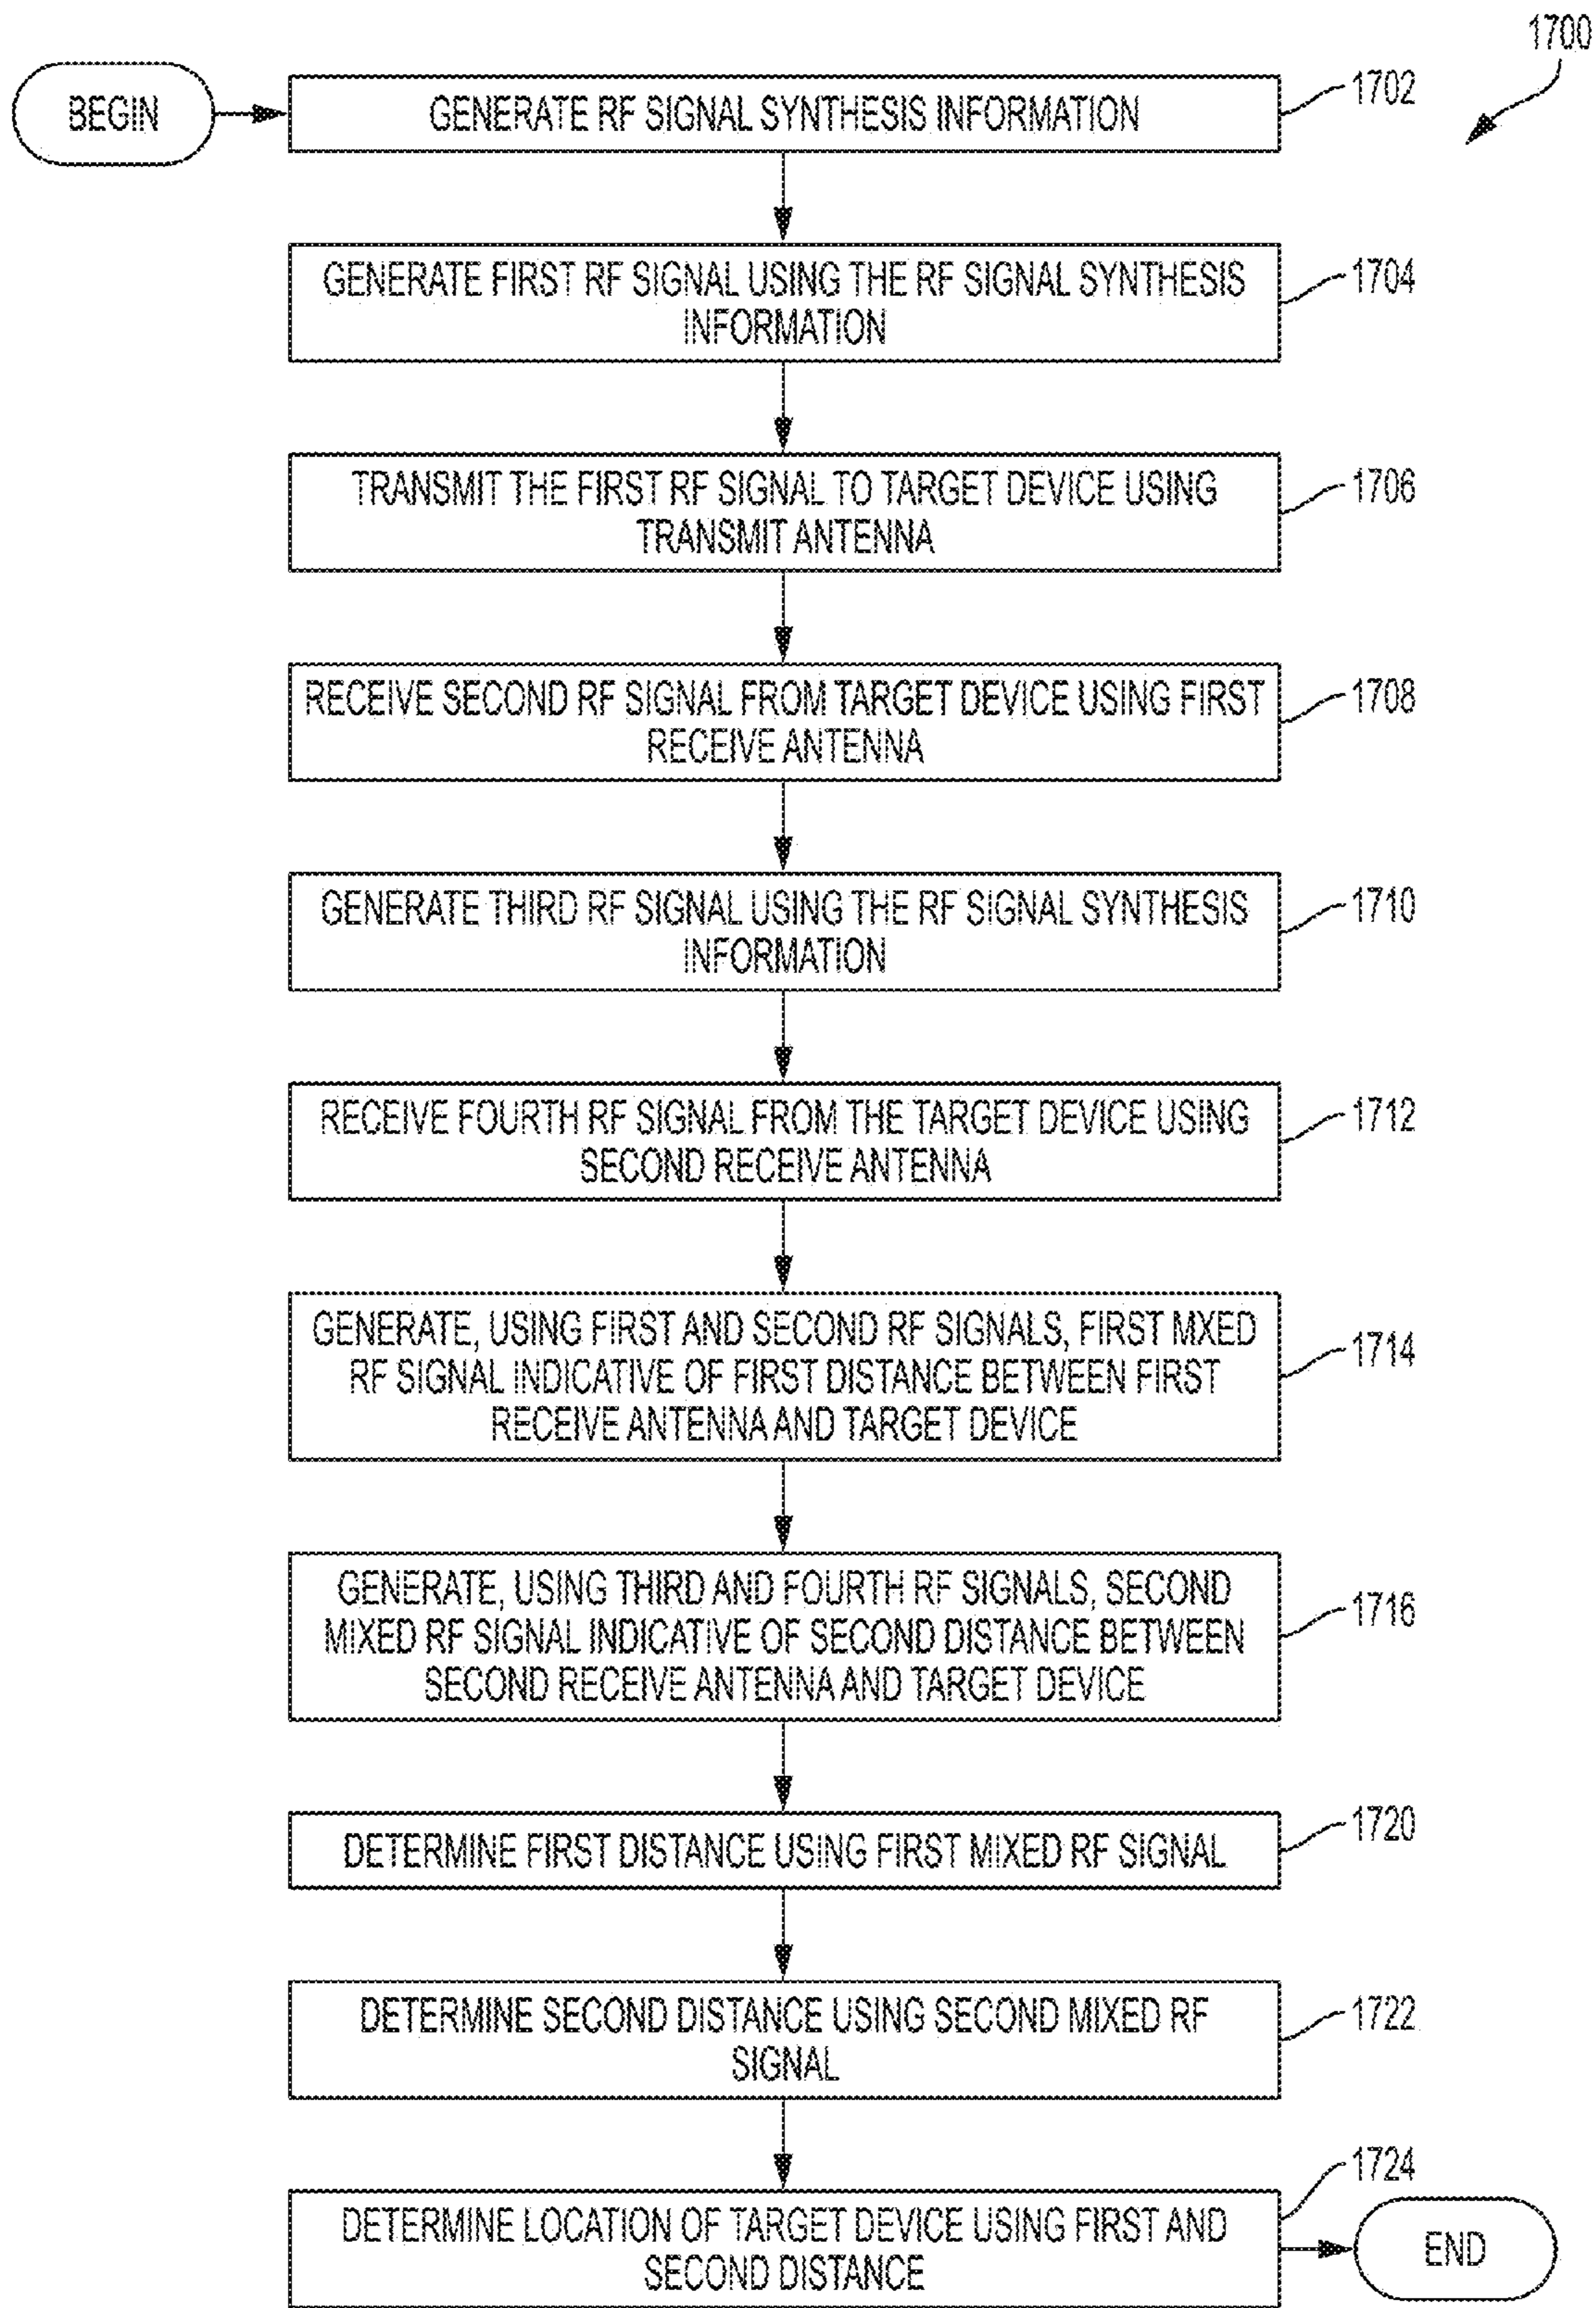 1700
BEGIN
GENERATE RF SIGNAL SYNTHESIS INFORMATION
1702
GENERATE FIRST RF SIGNAL USING THE RF SIGNAL SYNTHESIS
INFORMATION
1704
TRANSMIT THE FIRST RF SIGNAL TO TARGET DEVICE USING
TRANSMIT ANTENNA
1706
RECEIVE SECOND RF SIGNAL FROM TARGET DEVICE USING FIRST
RECEIVE ANTENNA
1708
GENERATE THIRD RF SIGNAL USING THE RF SIGNAL SYNTHESIS
INFORMATION
1710
RECEIVE FOURTH RF SIGNAL FROM THE TARGET DEVICE USING
SECOND RECEIVE ANTENNA
1712
GENERATE, USING FIRST AND SECOND RF SIGNALS, FIRST MXED
RF SIGNAL INDICATIVE OF FIRST DISTANCE BETWEEN FIRST
RECEIVE ANTENNA AND TARGET DEVICE
1714
GENERATE, USING THIRD AND FOURTH RF SIGNALS, SECOND
MIXED RF SIGNAL INDICATIVE OF SECOND DISTANCE BETWEEN
SECOND RECEIVE ANTENNA AND TARGET DEVICE
1716
DETERMINE FIRST DISTANCE USING FIRST MIXED RF SIGNAL
1720
DETERMINE SECOND DISTANCE USING SECOND MIXED RF
SIGNAL
1722
DETERMINE LOCATION OF TARGET DEVICE USING FIRST AND
SECOND DISTANCE
1724
END